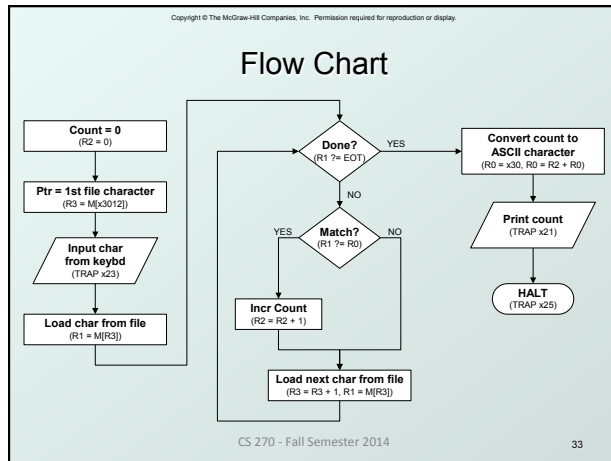 Copyright © The McGraw-Hill Companies, Inc. Permission required for reproduction or display.
Flow Chart
Count = 0
(R2 = 0)
Ptr = 1st file character
(R3 = M[x3012])
Input char
from keybd
(TRAP x23)
Load char from file
(R1 = M[R3])
Done?
(R1 ?= EOT)
YES
NO
Match?
(R1 ?= R0)
YES
NO
Incr Count
(R2 = R2 + 1)
Load next char from file
(R3 = R3 + 1, R1 = M[R3])
Convert count to
ASCII character
(R0 = x30, R0 = R2 + R0)
Print count
(TRAP x21)
HALT
(TRAP x25)
CS 270 - Fall Semester 2014
33